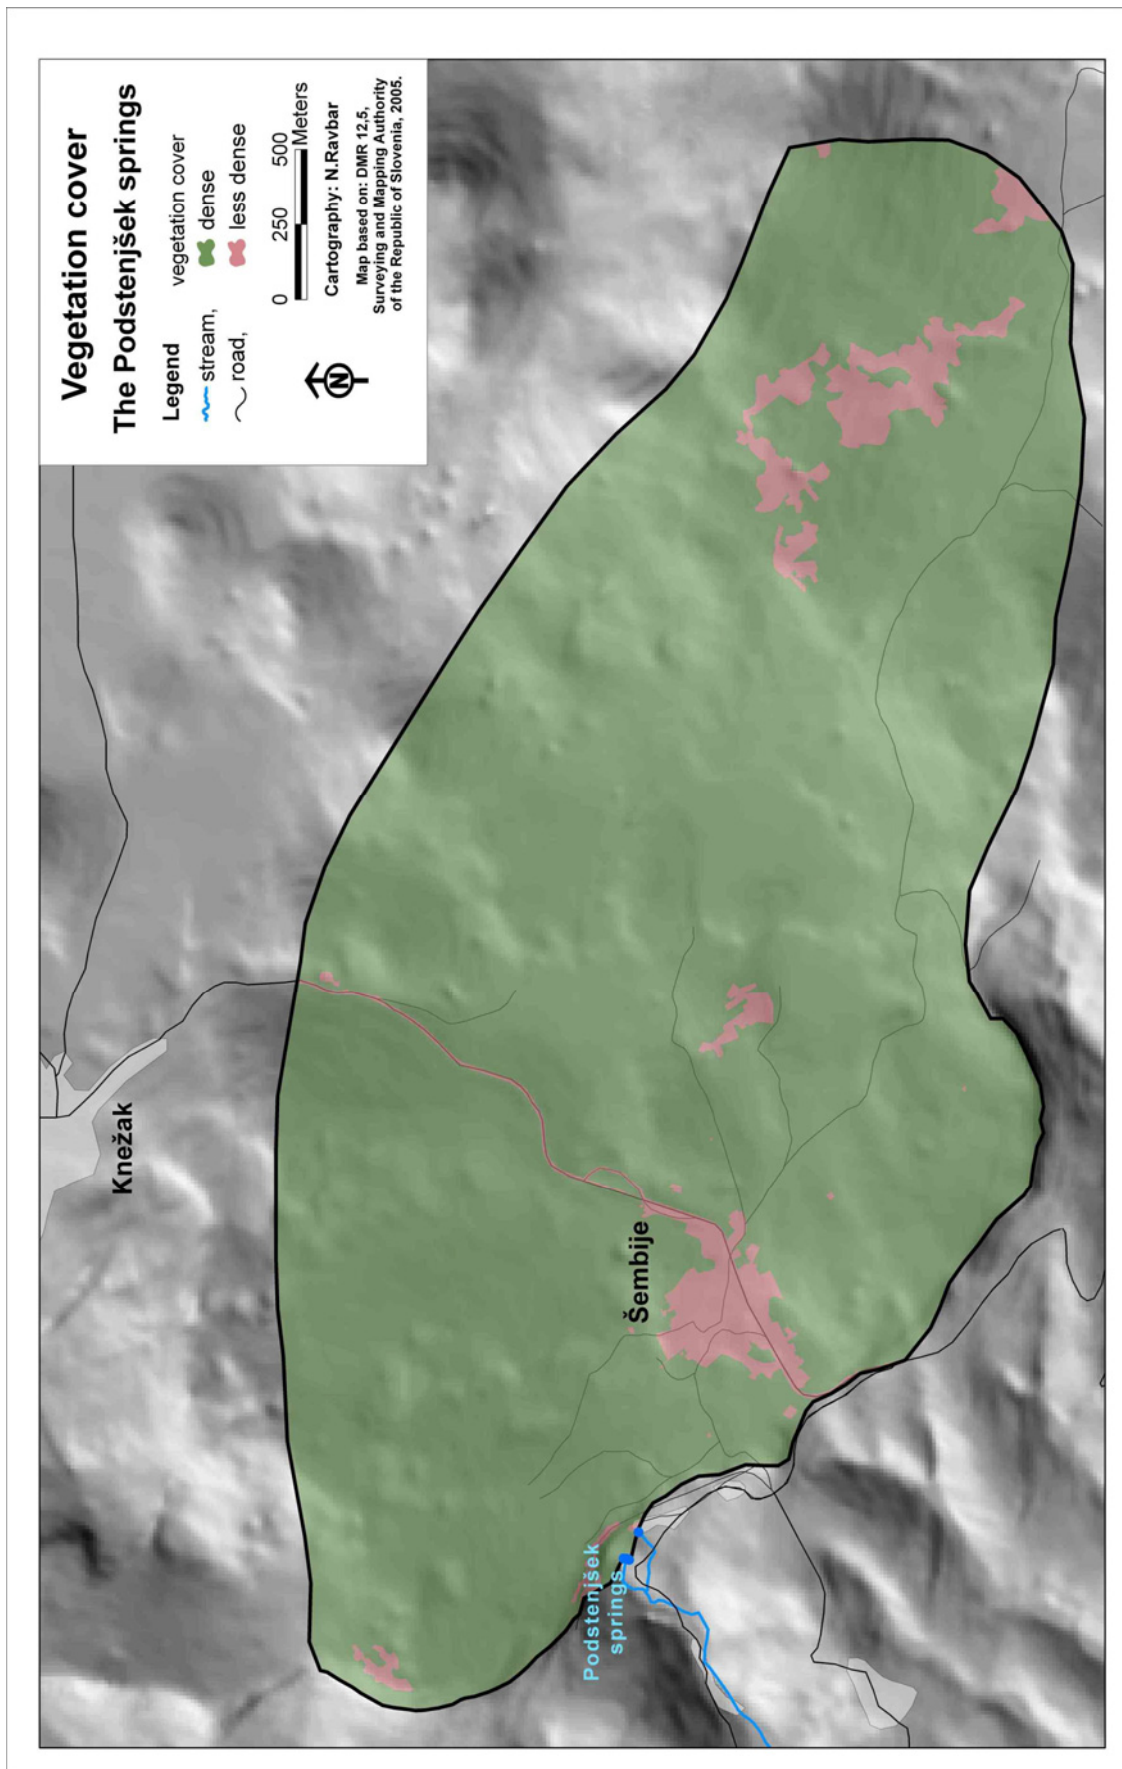 Vegetation cover
The Podstenjšek springs
Legend
stream,
road,
vegetation cover
dense
less dense
0 250 500
Meters
N
Cartography: N.Ravbar
Map based on: DMR 12,5,
Surveying and Mapping Authority
of the Republic of Slovenia, 2005.
Knežak
Šembije
Podstenjšek
springs